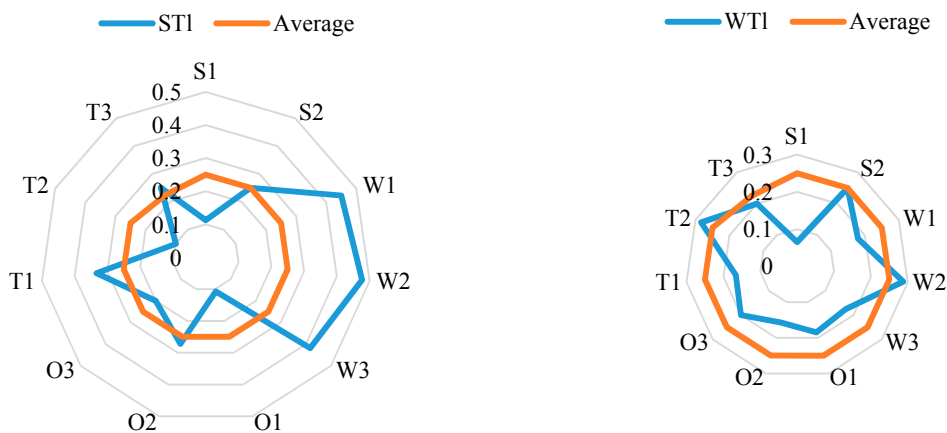 STl Average
S1
S2
W1
W2
W3
O1
O2
O3
T1
T2
T3
0.5
0.4
0.3
0.2
0.1
0
WTl Average
S1
S2
W1
W2
W3
O1
O2
O3
T1
T2
T3
0.3
0.2
0.1
0